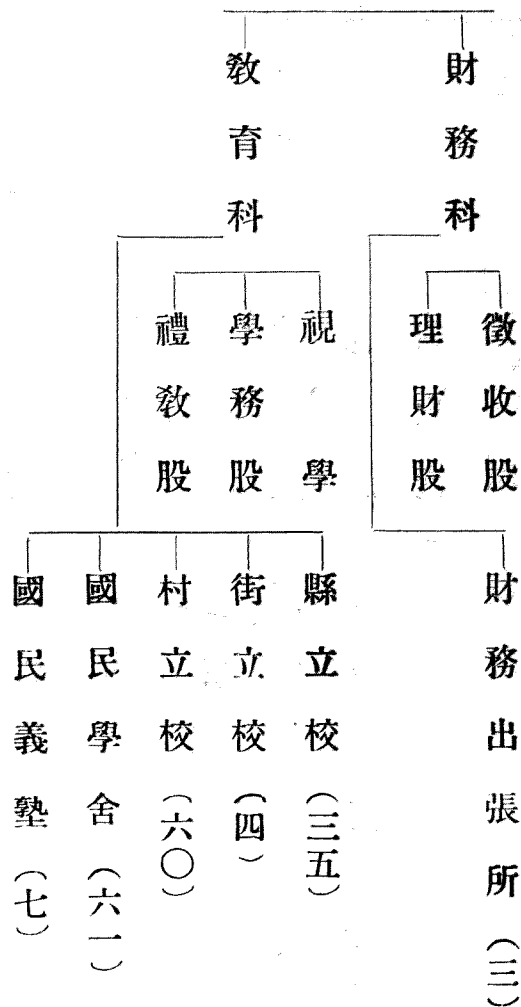 財務科
徵收股
理財股
財務出張所（三）
敎育科
視學
學務股
禮敎股
縣立校（三五）
街立校（四）
村立校（六〇）
國民學舍（六一）
國民義塾（七）